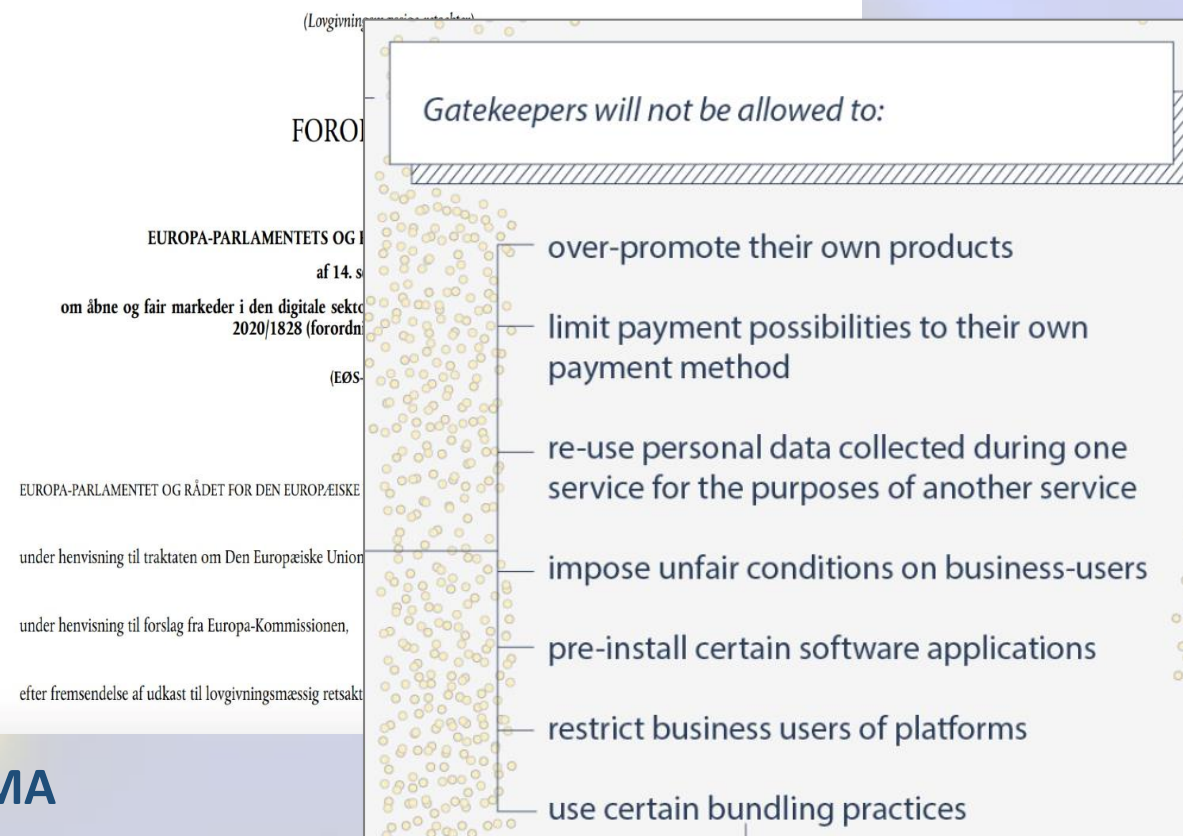 (Lovgivningsmæssige retsakter)
FOROR
EUROPA-PARLAMENTETS OG
af 14. s
om åbne og fair markeder i den digitale sekto
2020/1828 (forordni
(EØS-
EUROPA-PARLAMENTET OG RÅDET FOR DEN EUROPÆISKE
under henvisning til traktaten om Den Europæiske Union
under henvisning til forslag fra Europa-Kommissionen,
efter fremsendelse af udkast til lovgivningsmæssig retsakt
MA
Gatekeepers will not be allowed to:
over-promote their own products
limit payment possibilities to their own
payment method
re-use personal data collected during one
service for the purposes of another service
impose unfair conditions on business-users
pre-install certain software applications
restrict business users of platforms
use certain bundling practices